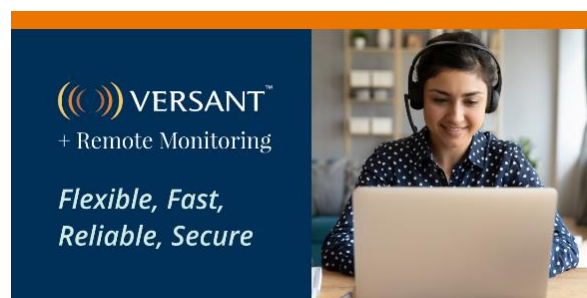 VERSANT™
+ Remote Monitoring
Flexible, Fast,
Reliable, Secure